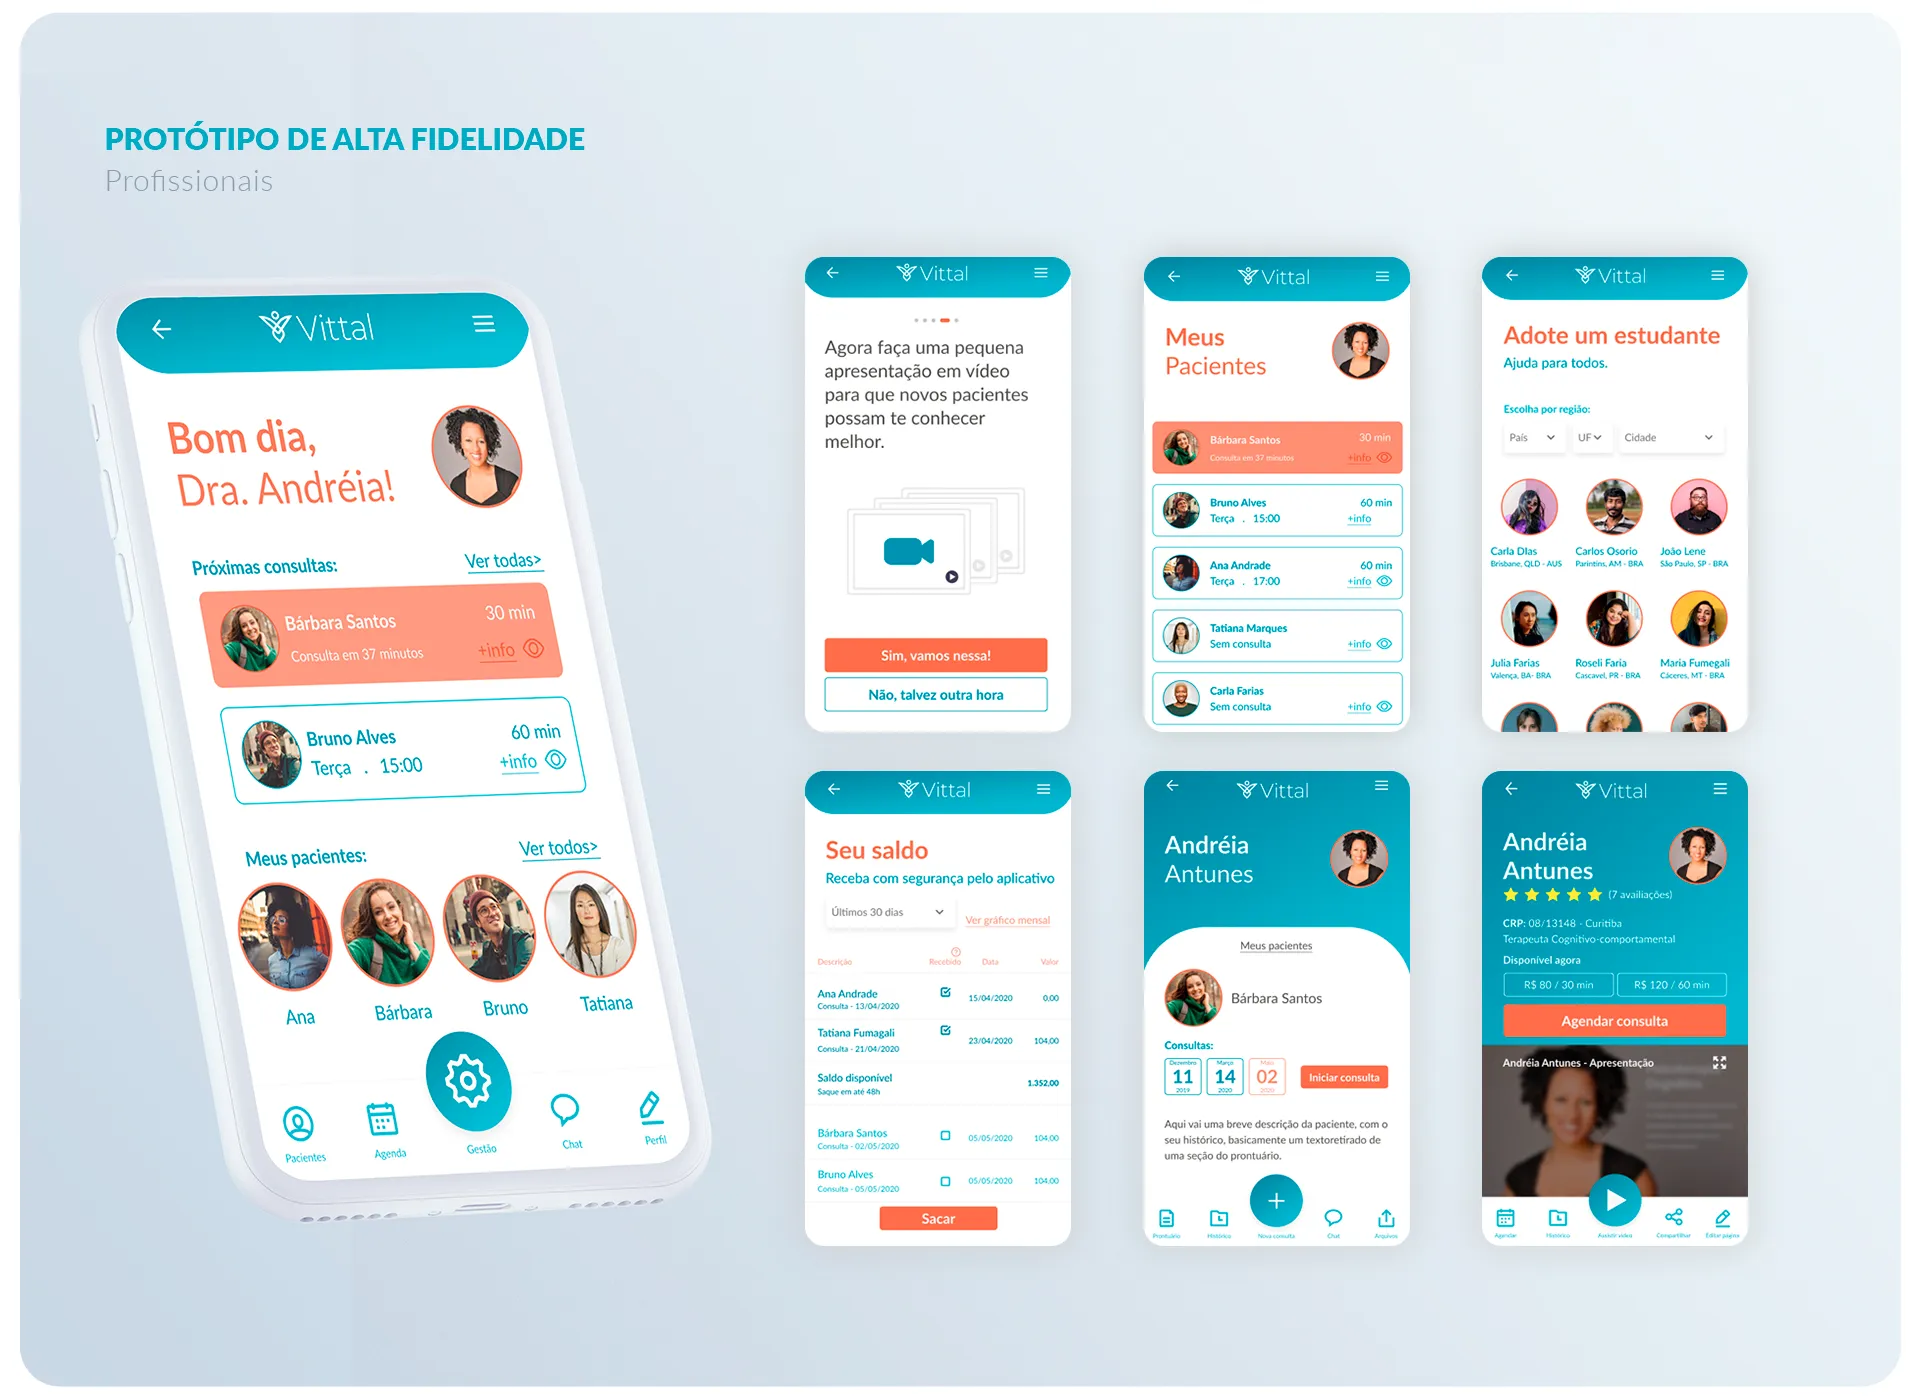 PROTÓTIPO DE ALTA FIDELIDADE
Profissionais
Vittal
Bom dia,
Dra. Andréia!
Próximas consultas:
Ver todas>
Bárbara Santos
30 min
Consulta em 37 minutos
+info
Bruno Alves
60 min
Terça . 15:00
+info
Meus pacientes:
Ver todos>
Ana
Bárbara
Bruno
Tatiana
Pacientes
Agenda
Gestão
Chat
Perfil
Vittal
Agora faça uma pequena
apresentação em vídeo
para que novos pacientes
possam te conhecer
melhor.
Sim, vamos nessa!
Não, talvez outra hora
Vittal
Meus
Pacientes
Bárbara Santos
30 min
Consulta em 37 minutos
+info
Bruno Alves
60 min
Terça . 15:00
+info
Ana Andrade
60 min
Terça . 17:00
+info
Tatiana Marques
Sem consulta
+info
Carla Farias
Sem consulta
+info
Vittal
Adote um estudante
Ajuda para todos.
Escolha por região:
País
UF
Cidade
Carla DIas
Carlos Osorio
João Lene
Brisbane, QLD - AUS
Parintins, AM - BRA
São Paulo, SP - BRA
Julia Farias
Roseli Faria
Maria Fumegali
Valença, BA- BRA
Cascavel, PR - BRA
Cáceres, MT - BRA
Vittal
Seu saldo
Receba com segurança pelo aplicativo
Últimos 30 dias
Ver gráfico mensal
Descrição
Recebido
Data
Valor
Ana Andrade
Consulta - 13/04/2020
15/04/2020
0,00
Tatiana Fumagali
Consulta - 21/04/2020
23/04/2020
104,00
Saldo disponível
Saque em até 48h
1.352,00
Bárbara Santos
Consulta - 02/05/2020
05/05/2020
104,00
Bruno Alves
Consulta - 05/05/2020
05/05/2020
104,00
Sacar
Vittal
Andréia
Antunes
Meus pacientes
Bárbara Santos
Consultas:
Dezembro
11
2019
Março
14
2020
Maio
02
2020
Iniciar consulta
Aqui vai uma breve descrição da paciente, com o
seu histórico, basicamente um textoretirado de
uma seção do prontuário.
Prontuário
Histórico
Nova consulta
Chat
Arquivos
Vittal
Andréia
Antunes
(7 availiações)
CRP: 08/13148 - Curitiba
Terapeuta Cognitivo-comportamental
Disponível agora
R$ 80 / 30 min
R$ 120 / 60 min
Agendar consulta
Andréia Antunes - Apresentação
Agendar
Histórico
Assistir vídeo
Compartilhar
Editar página